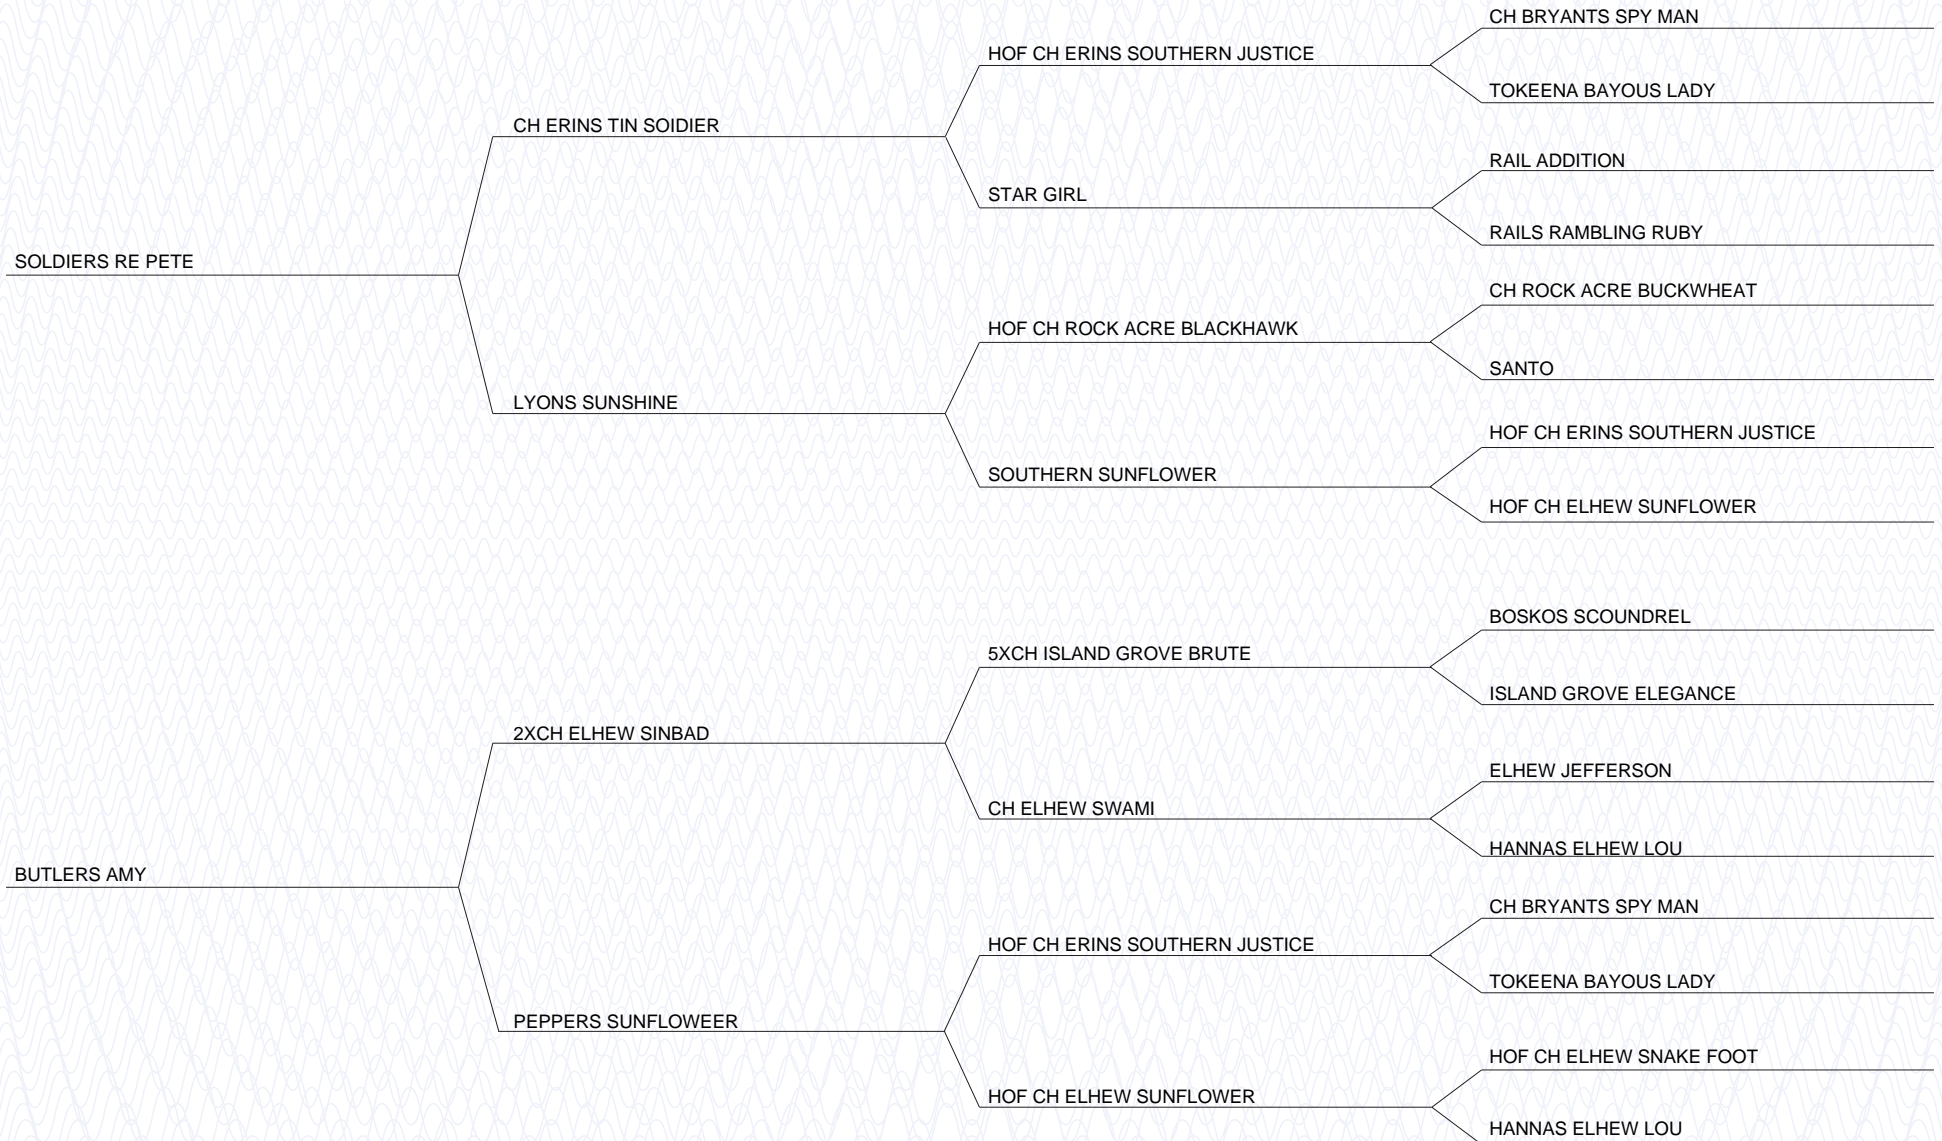 CH BRYANTS SPY MAN
HOF CH ERINS SOUTHERN JUSTICE
TOKEENA BAYOUS LADY
CH ERINS TIN SOIDIER
RAIL ADDITION
STAR GIRL
RAILS RAMBLING RUBY
SOLDIERS RE PETE
CH ROCK ACRE BUCKWHEAT
HOF CH ROCK ACRE BLACKHAWK
SANTO
LYONS SUNSHINE
HOF CH ERINS SOUTHERN JUSTICE
SOUTHERN SUNFLOWER
HOF CH ELHEW SUNFLOWER
BOSKOS SCOUNDREL
5XCH ISLAND GROVE BRUTE
ISLAND GROVE ELEGANCE
2XCH ELHEW SINBAD
ELHEW JEFFERSON
CH ELHEW SWAMI
HANNAS ELHEW LOU
BUTLERS AMY
CH BRYANTS SPY MAN
HOF CH ERINS SOUTHERN JUSTICE
TOKEENA BAYOUS LADY
PEPPERS SUNFLOWEER
HOF CH ELHEW SNAKE FOOT
HOF CH ELHEW SUNFLOWER
HANNAS ELHEW LOU